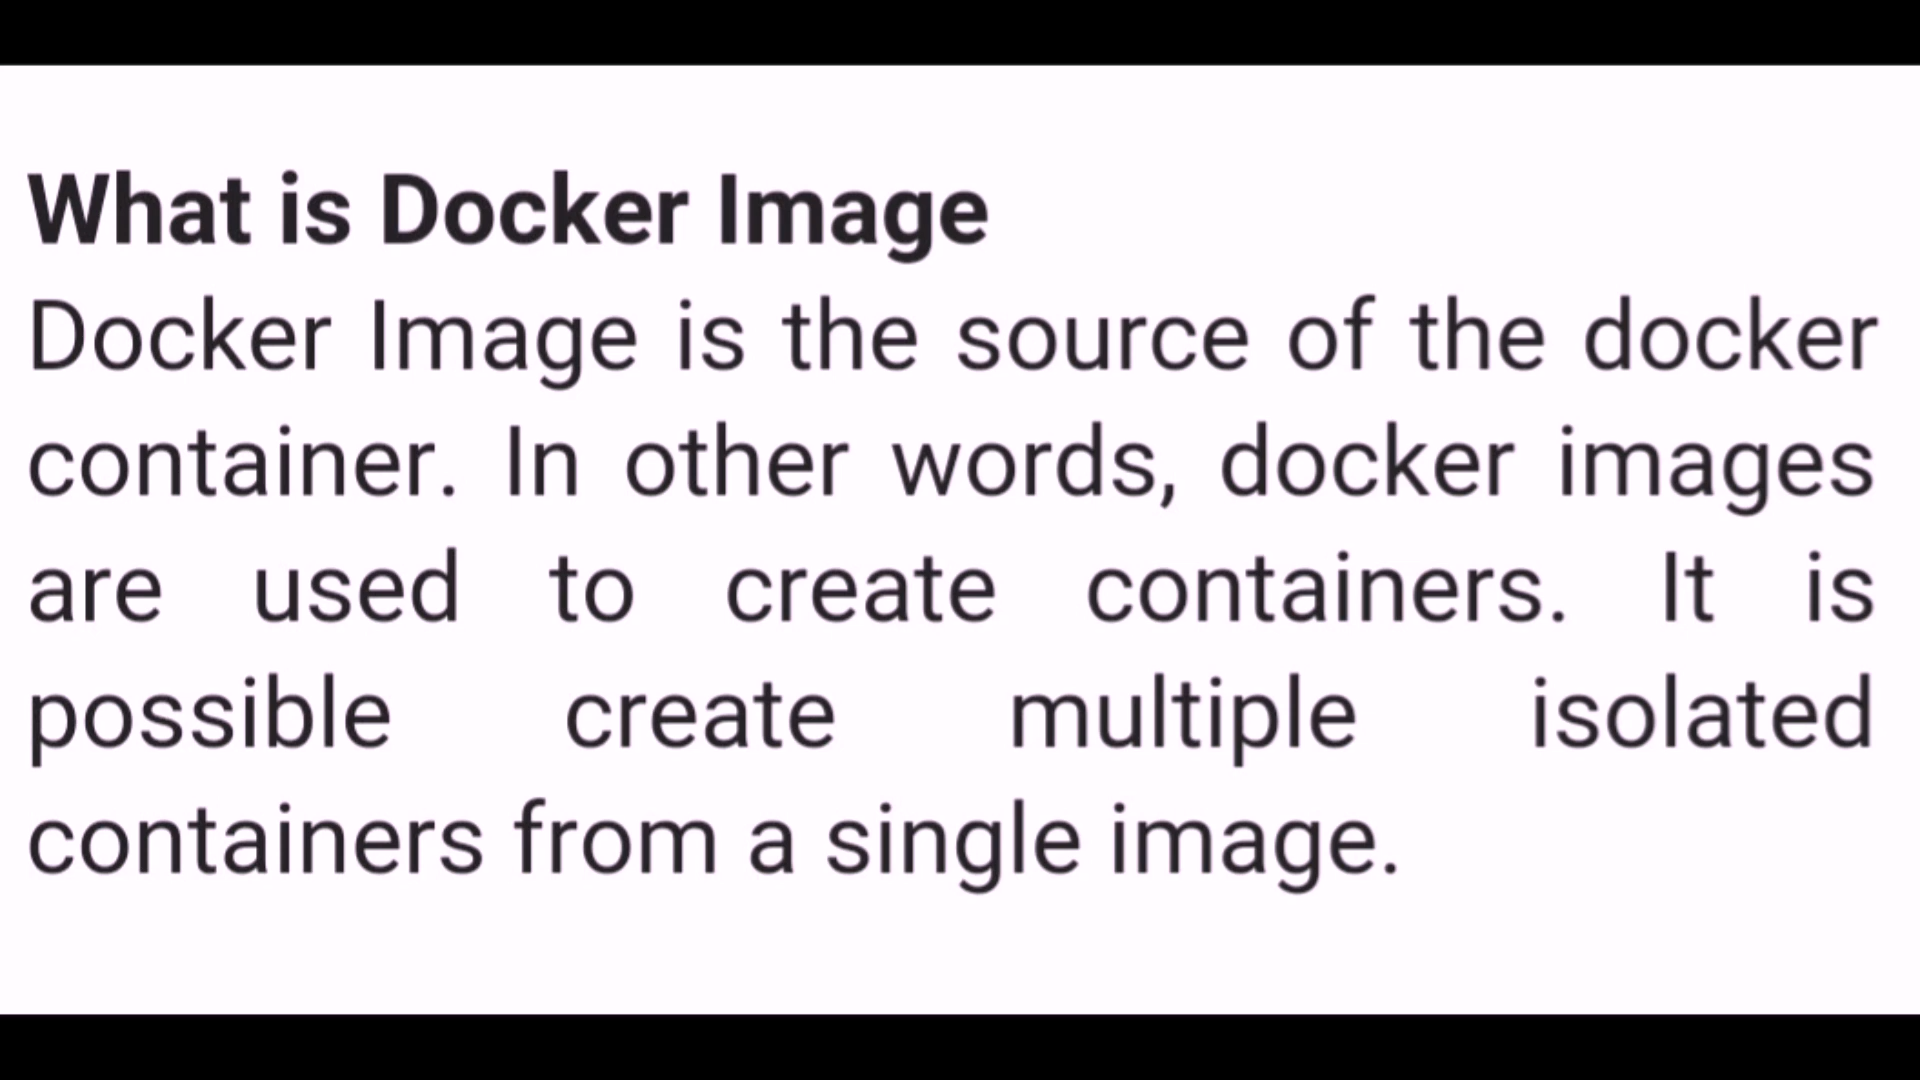 What is Docker Image
Docker Image is the source of the docker
container. In other words, docker images
are used to create containers. It is
possible create multiple isolated
containers from a single image.